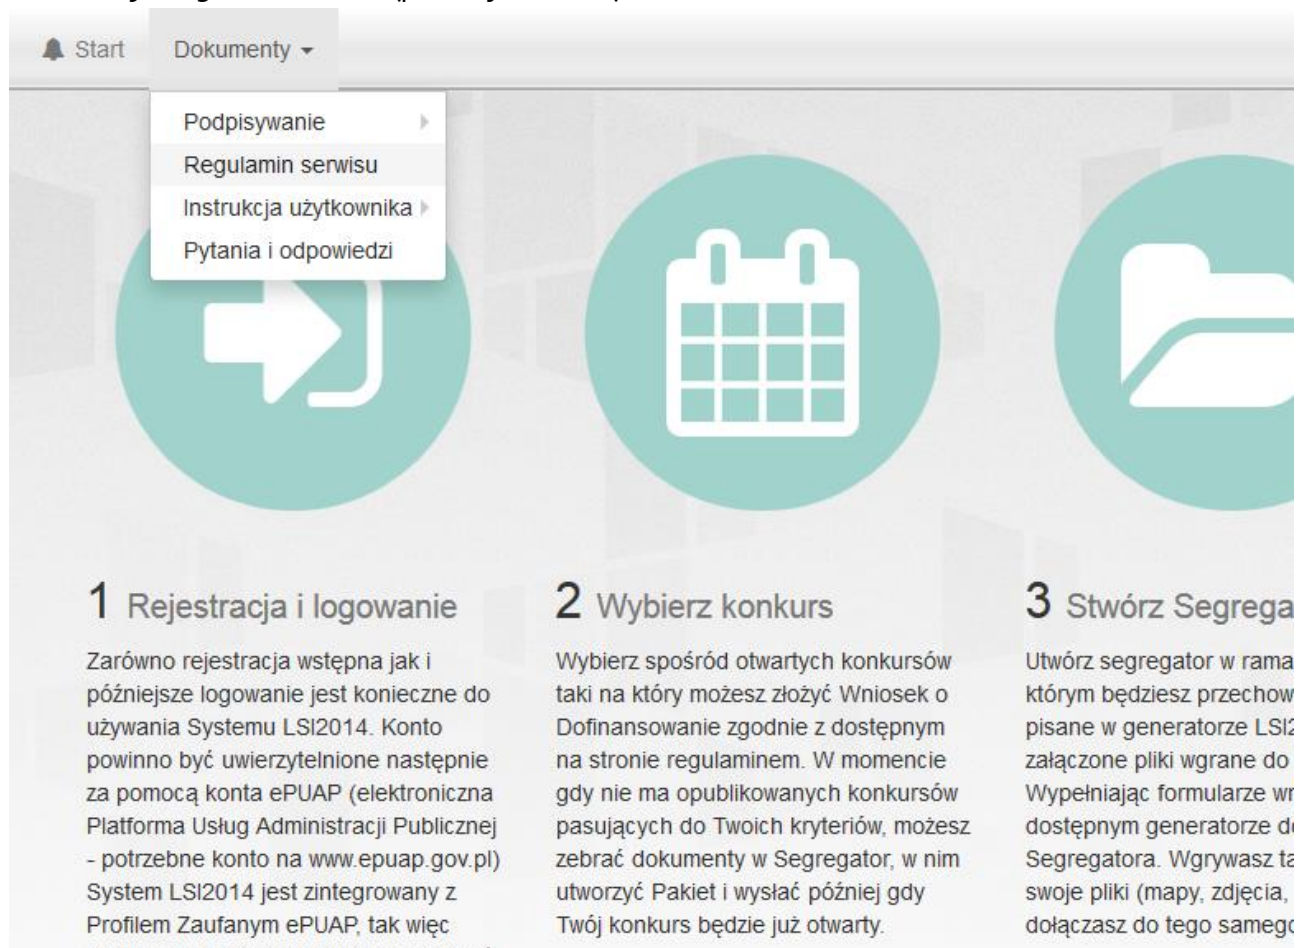 Start Dokumenty
Podpisywanie
Regulamin serwisu
Instrukcja użytkownika
Pytania i odpowiedzi
1 Rejestracja i logowanie
Zarówno rejestracja wstępna jak i
późniejsze logowanie jest konieczne do
używania Systemu LSI2014. Konto
powinno być uwierzytelnione następnie
za pomocą konta ePUAP (elektroniczna
Platforma Usług Administracji Publicznej
- potrzebne konto na www.epuap.gov.pl)
System LSI2014 jest zintegrowany z
Profilem Zaufanym ePUAP, tak więc
2 Wybierz konkurs
Wybierz spośród otwartych konkursów
taki na który możesz złożyć Wniosek o
Dofinansowanie zgodnie z dostępnym
na stronie regulaminem. W momencie
gdy nie ma opublikowanych konkursów
pasujących do Twoich kryteriów, możesz
zebrać dokumenty w Segregator, w nim
utworzyć Pakiet i wysłać później gdy
Twój konkurs będzie już otwarty.
3 Stwórz Segrega
Utwórz segregator w rama
którym będziesz przechow
pisane w generatorze LSI2
załączone pliki wgrane do
Wypełniając formularze wn
dostępnym generatorze do
Segregatora. Wgrywasz ta
swoje pliki (mapy, zdjęcia,
dołączasz do tego samego